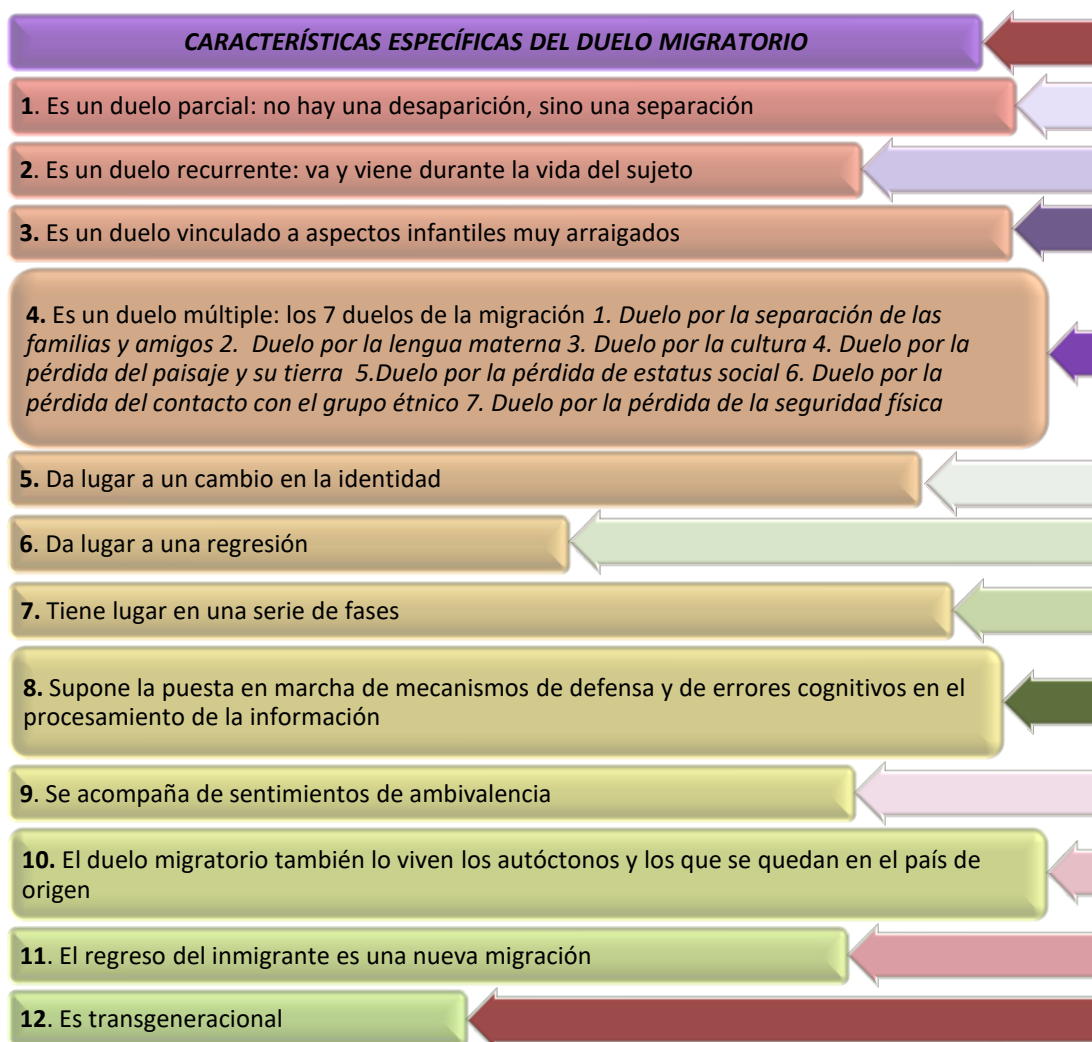 CARACTERÍSTICAS ESPECÍFICAS DEL DUELO MIGRATORIO
1. Es un duelo parcial: no hay una desaparición, sino una separación
2. Es un duelo recurrente: va y viene durante la vida del sujeto
3. Es un duelo vinculado a aspectos infantiles muy arraigados
4. Es un duelo múltiple: los 7 duelos de la migración 1. Duelo por la separación de las
familias y amigos 2. Duelo por la lengua materna 3. Duelo por la cultura 4. Duelo por la
pérdida del paisaje y su tierra 5.Duelo por la pérdida de estatus social 6. Duelo por la
pérdida del contacto con el grupo étnico 7. Duelo por la pérdida de la seguridad física
5. Da lugar a un cambio en la identidad
6. Da lugar a una regresión
7. Tiene lugar en una serie de fases
8. Supone la puesta en marcha de mecanismos de defensa y de errores cognitivos en el
procesamiento de la información
9. Se acompaña de sentimientos de ambivalencia
10. El duelo migratorio también lo viven los autóctonos y los que se quedan en el país de
origen
11. El regreso del inmigrante es una nueva migración
12. Es transgeneracional